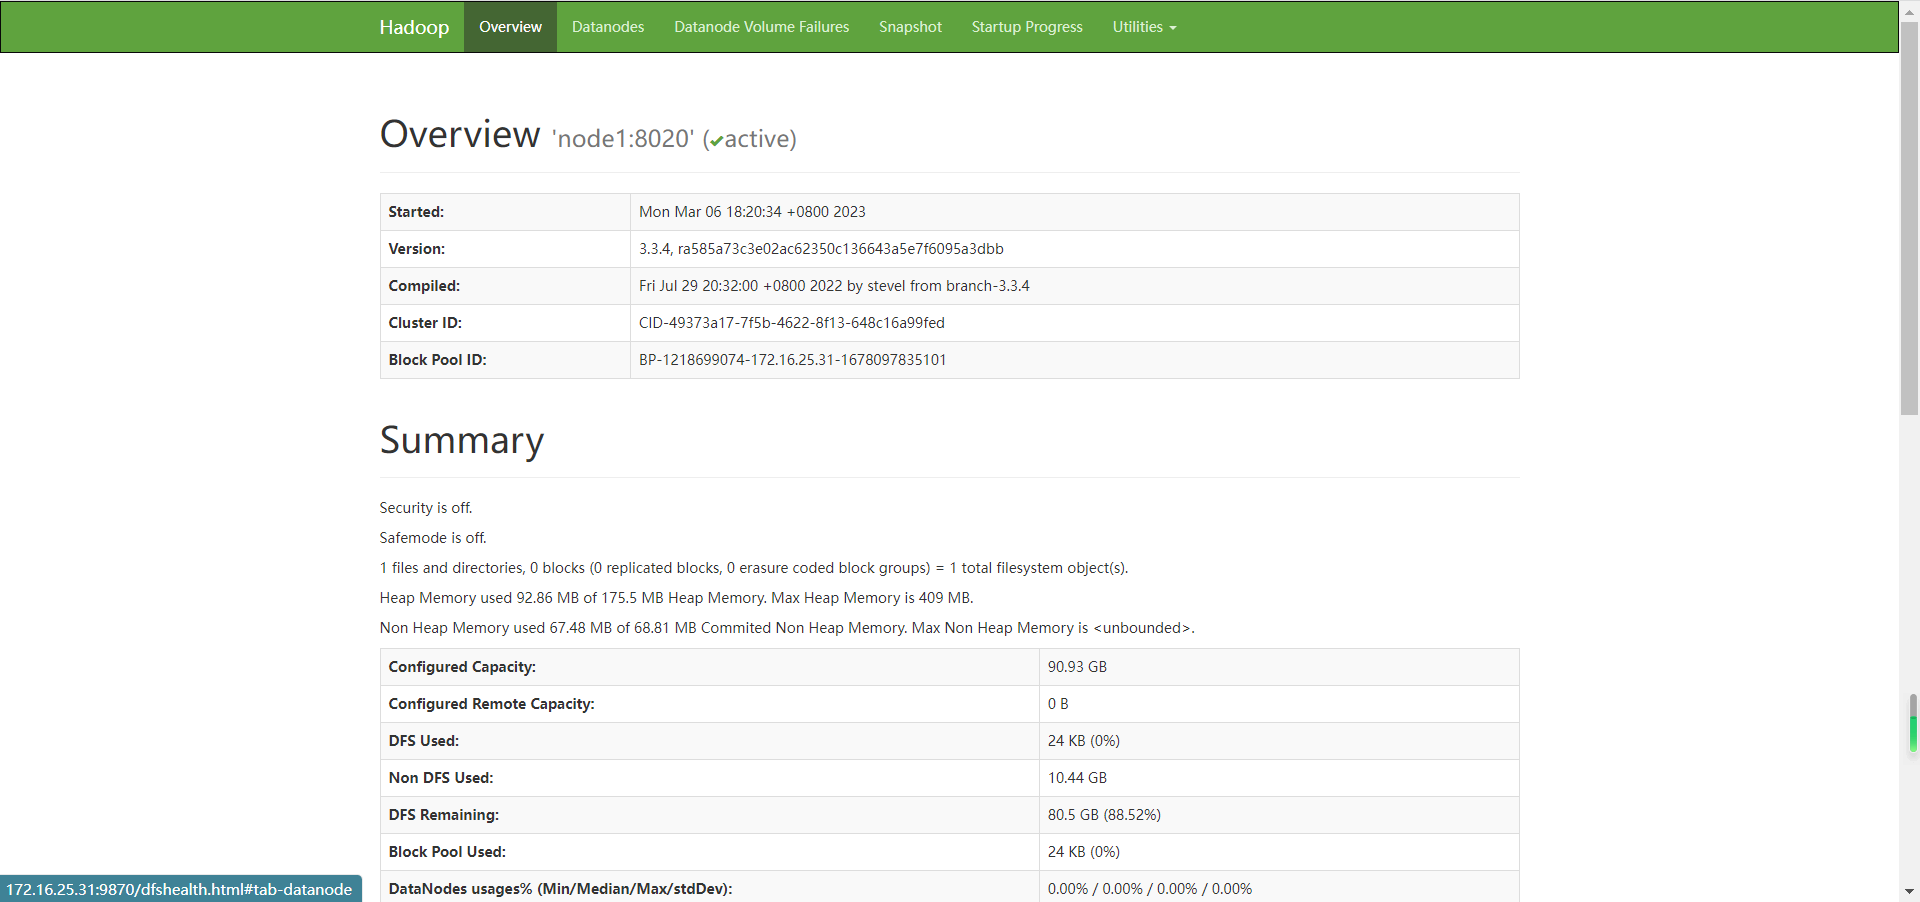 Hadoop Overview Datanodes Datanode Volume Failures Snapshot Startup Progress Utilities
Overview 'node1:8020' (✔active)
Started: Mon Mar 06 18:20:34 +0800 2023
Version: 3.3.4, ra585a73c3e02ac62350c136643a5e7f6095a3dbb
Compiled: Fri Jul 29 20:32:00 +0800 2022 by stevel from branch-3.3.4
Cluster ID: CID-49373a17-7f5b-4622-8f13-648c16a99fed
Block Pool ID: BP-1218699074-172.16.25.31-1678097835101
Summary
Security is off.
Safemode is off.
1 files and directories, 0 blocks (0 replicated blocks, 0 erasure coded block groups) = 1 total filesystem object(s).
Heap Memory used 92.86 MB of 175.5 MB Heap Memory. Max Heap Memory is 409 MB.
Non Heap Memory used 67.48 MB of 68.81 MB Commited Non Heap Memory. Max Non Heap Memory is <unbounded>.
Configured Capacity: 90.93 GB
Configured Remote Capacity: 0 B
DFS Used: 24 KB (0%)
Non DFS Used: 10.44 GB
DFS Remaining: 80.5 GB (88.52%)
Block Pool Used: 24 KB (0%)
DataNodes usages% (Min/Median/Max/stdDev): 0.00% / 0.00% / 0.00% / 0.00%
172.16.25.31:9870/dfshealth.html#tab-datanode